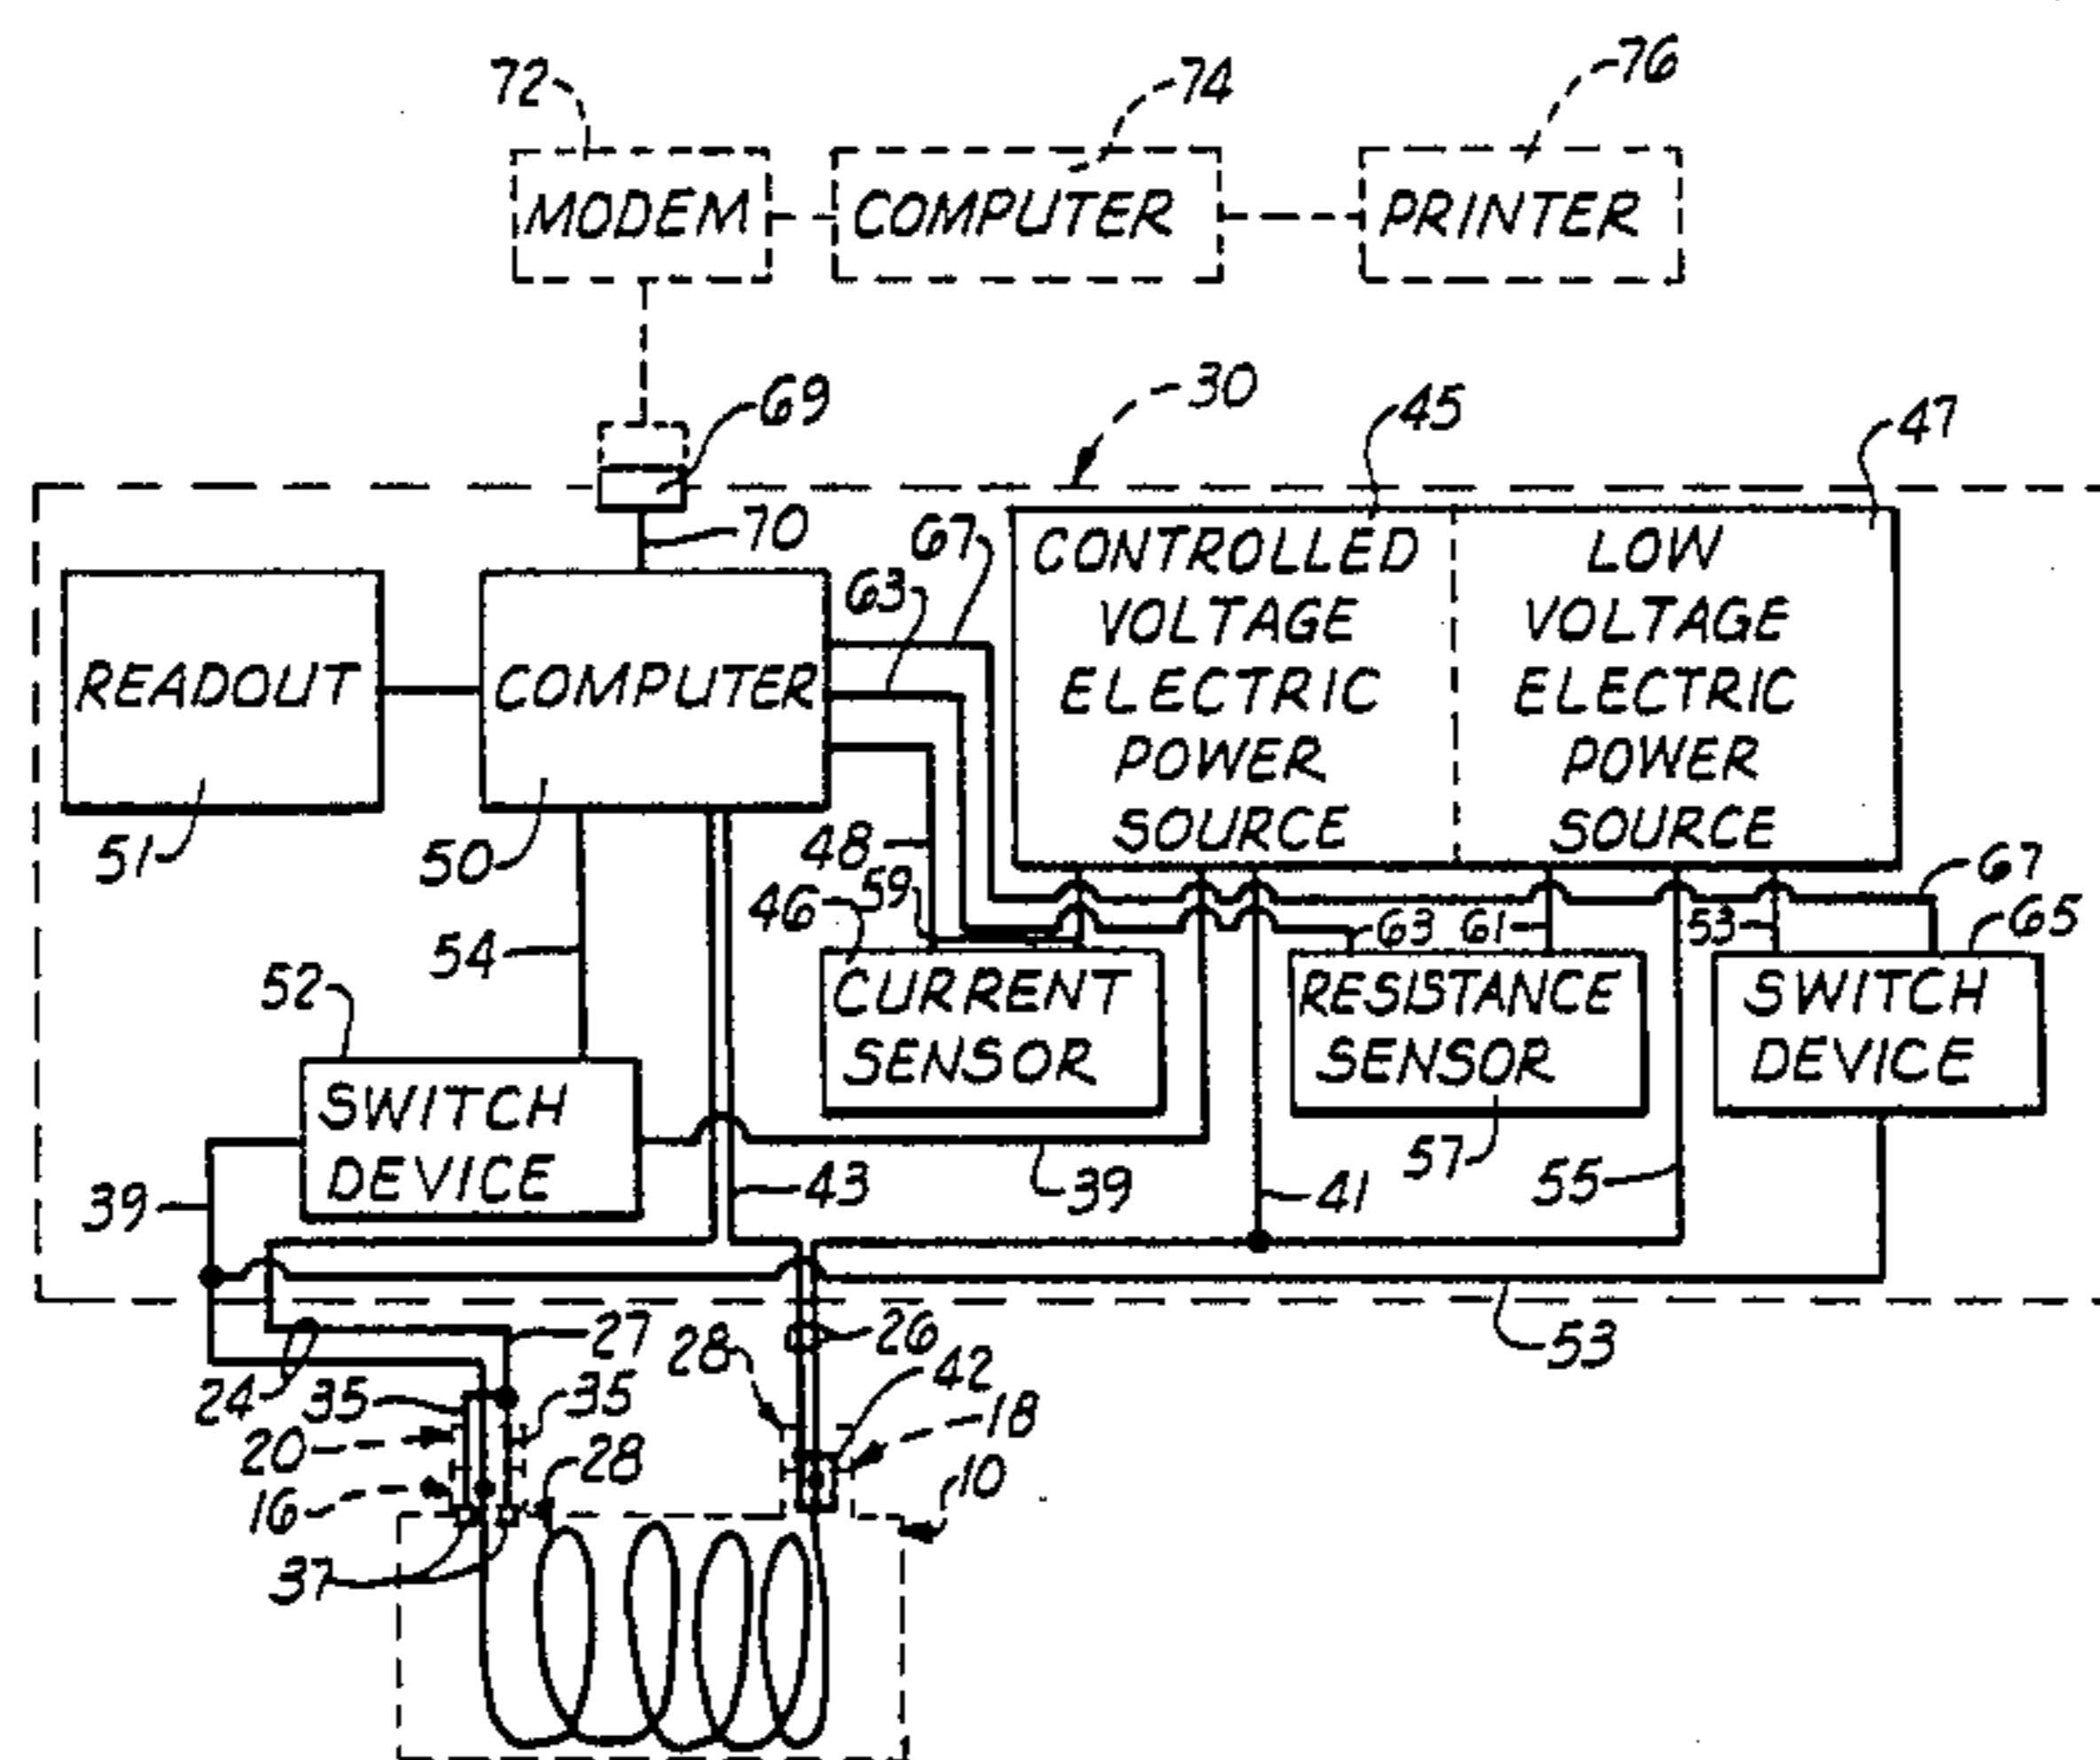 72
74
76
MODEM
COMPUTER
PRINTER
69
30
45
47
70
67
63
READOUT
COMPUTER
CONTROLLED
VOLTAGE
ELECTRIC
POWER
SOURCE
LOW
VOLTAGE
ELECTRIC
POWER
SOURCE
51
50
48
59
46
67
54
63
61
53
65
52
CURRENT
SENSOR
RESISTANCE
SENSOR
SWITCH
DEVICE
SWITCH
DEVICE
57
39
43
39
41
55
27
28
26
53
24
35
35
42
20
18
28
10
16
37